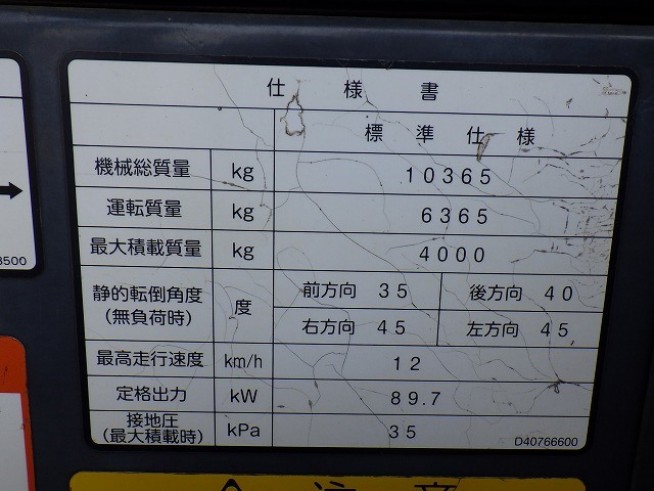 仕様書
標準仕様
機械総質量 kg 10365
運転質量 kg 6365
最大積載質量 kg 4000
静的転倒角度 度 前方向 35 後方向 40
(無負荷時) 右方向 45 左方向 45
最高走行速度 km/h 12
定格出力 kW 89.7
接地圧 kPa 35
(最大積載時)
D40766600
3500
注意